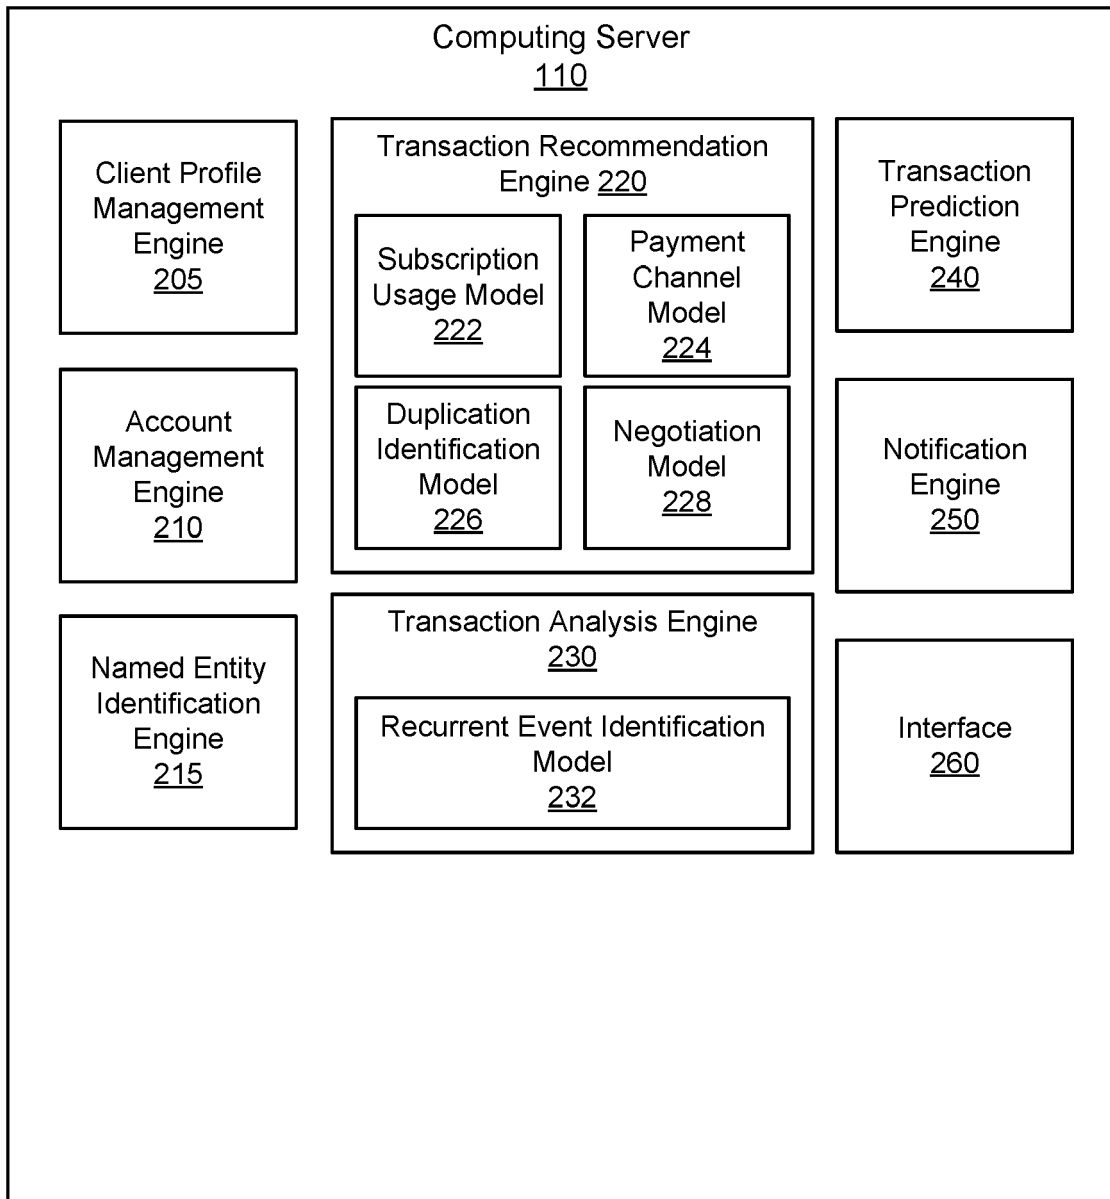 Computing Server
110
Client Profile
Management
Engine
205
Account
Management
Engine
210
Named Entity
Identification
Engine
215
Transaction Recommendation
Engine 220
Subscription
Usage Model
222
Payment
Channel
Model
224
Duplication
Identification
Model
226
Negotiation
Model
228
Transaction Analysis Engine
230
Recurrent Event Identification
Model
232
Transaction
Prediction
Engine
240
Notification
Engine
250
Interface
260